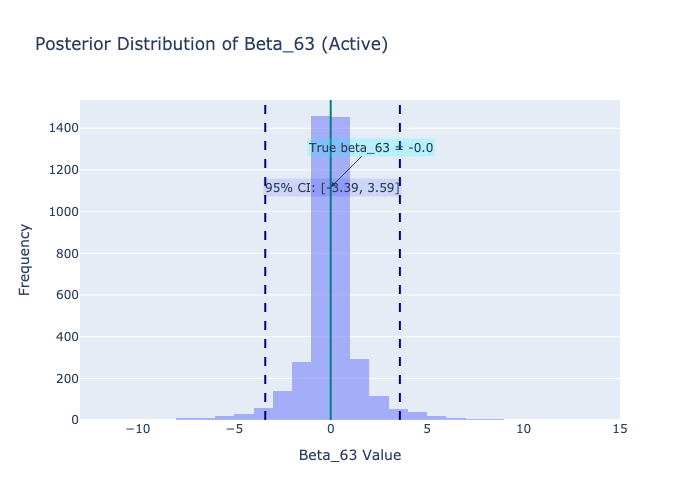 Posterior Distribution of Beta_63 (Active)
1400
True beta_63 = -0.0
1200
95% CI: [-3.39, 3.59]
1000
800
600
400
200
0
Frequency
−10
−5
0
5
10
15
Beta_63 Value